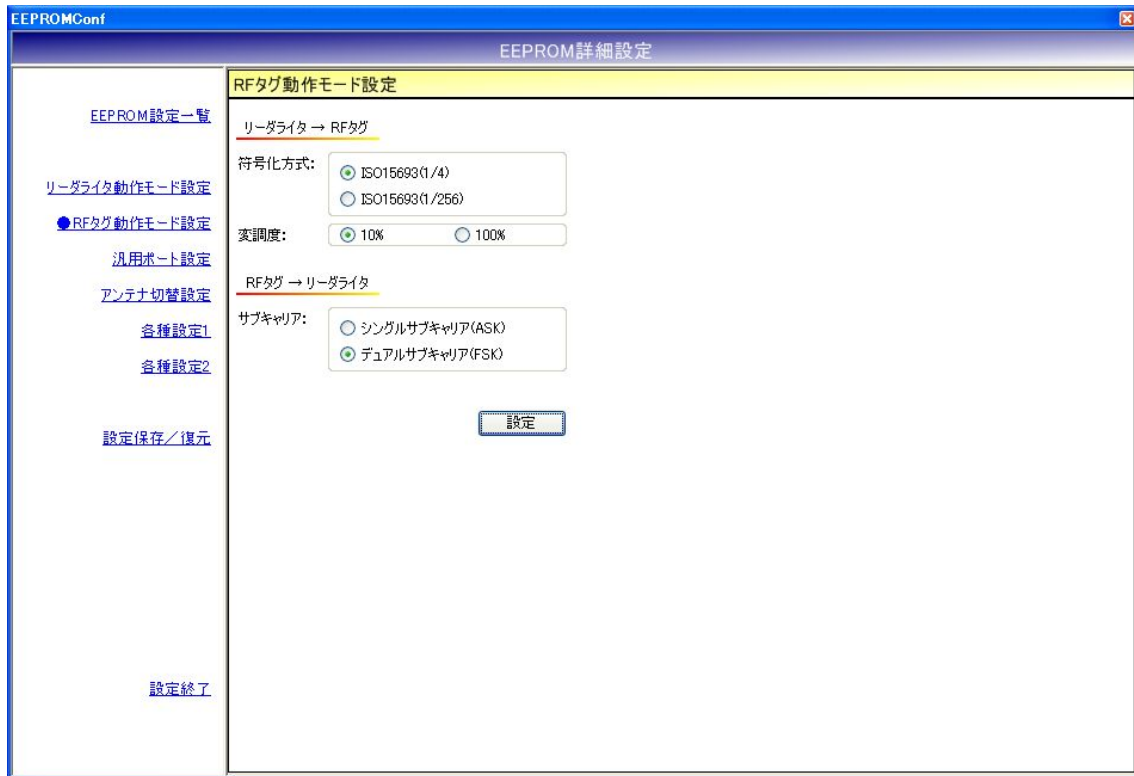 EEPROMConf
EEPROM詳細設定
EEPROM設定一覧
リーダライタ動作モード設定
●RFタグ動作モード設定
汎用ポート設定
アンテナ切替設定
各種設定1
各種設定2
設定保存／復元
設定終了
RFタグ動作モード設定
リーダライタ → RFタグ
符号化方式:
ISO15693(1/4)
ISO15693(1/256)
変調度:
10% 100%
RFタグ → リーダライタ
サブキャリア:
シングルサブキャリア(ASK)
デュアルサブキャリア(FSK)
設定